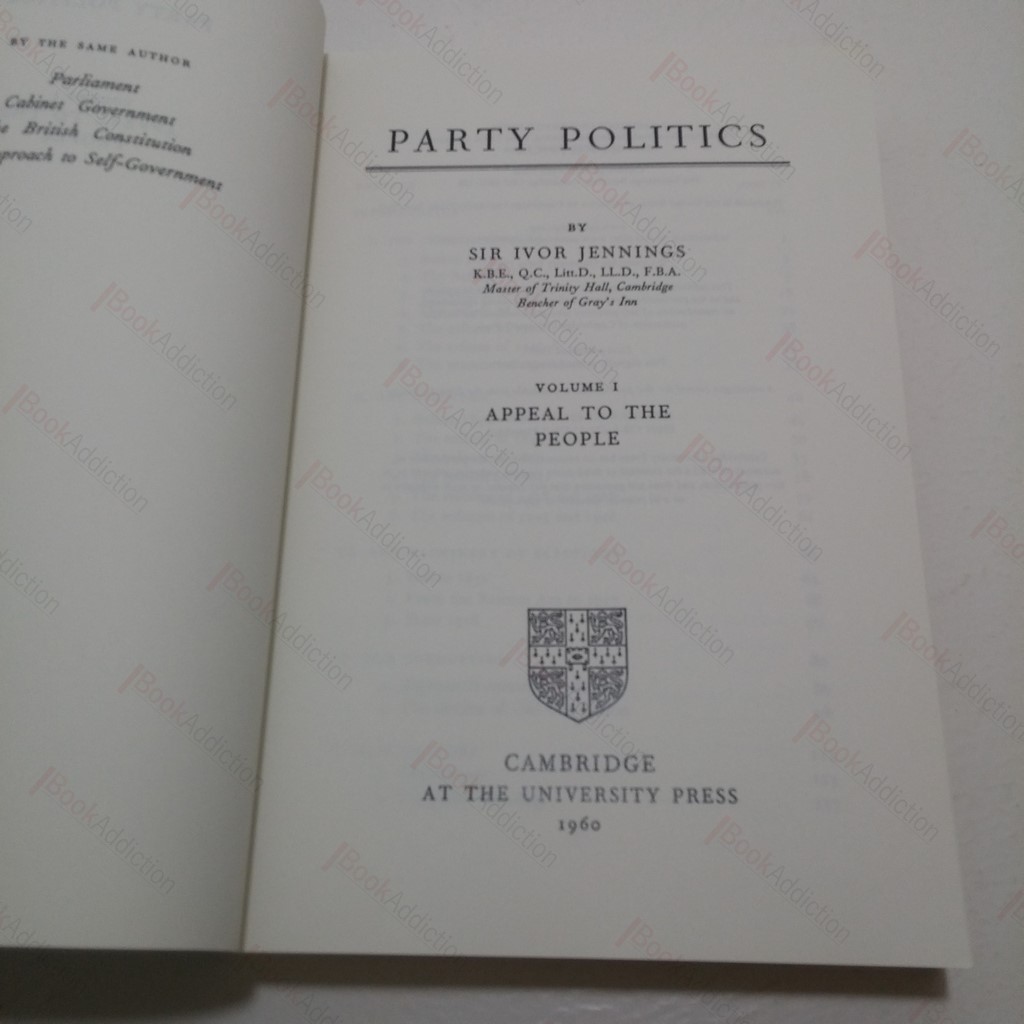 BY THE SAME AUTHOR
Parliament
Cabinet Government
British Constitution
to Self-Government
PARTY POLITICS
BY
SIR IVOR JENNINGS
K.B.E., Q.C., Litt.D., LL.D., F.B.A.
Master of Trinity Hall, Cambridge
Bencher of Gray's Inn
VOLUME I
APPEAL TO THE
PEOPLE
CAMBRIDGE
AT THE UNIVERSITY PRESS
1960
BookAddiction